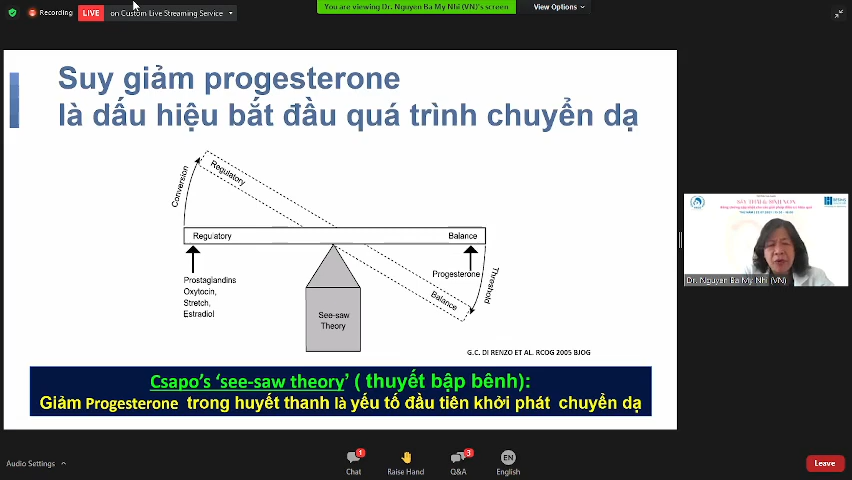 Recording
LIVE
on Custom Live Streaming Service
You are viewing Dr. Nguyen Ba My Nhi (VN)'s screen
View Options
Suy giảm progesterone
là dấu hiệu bắt đầu quá trình chuyển dạ
Conversion
Regulatory
Regulatory
Balance
Prostaglandins
Oxytocin,
Stretch,
Estradiol
Progesterone
Threshold
Balance
See-saw
Theory
G.C. DI RENZO ET AL. RCOG 2005 BJOG
Csapo's 'see-saw theory' ( thuyết bập bênh):
Giảm Progesterone trong huyết thanh là yếu tố đầu tiên khởi phát chuyển dạ
Dr. Nguyen Ba My Nhi (VN)
Audio Settings
1
Chat
Raise Hand
3
Q&A
EN
English
Leave